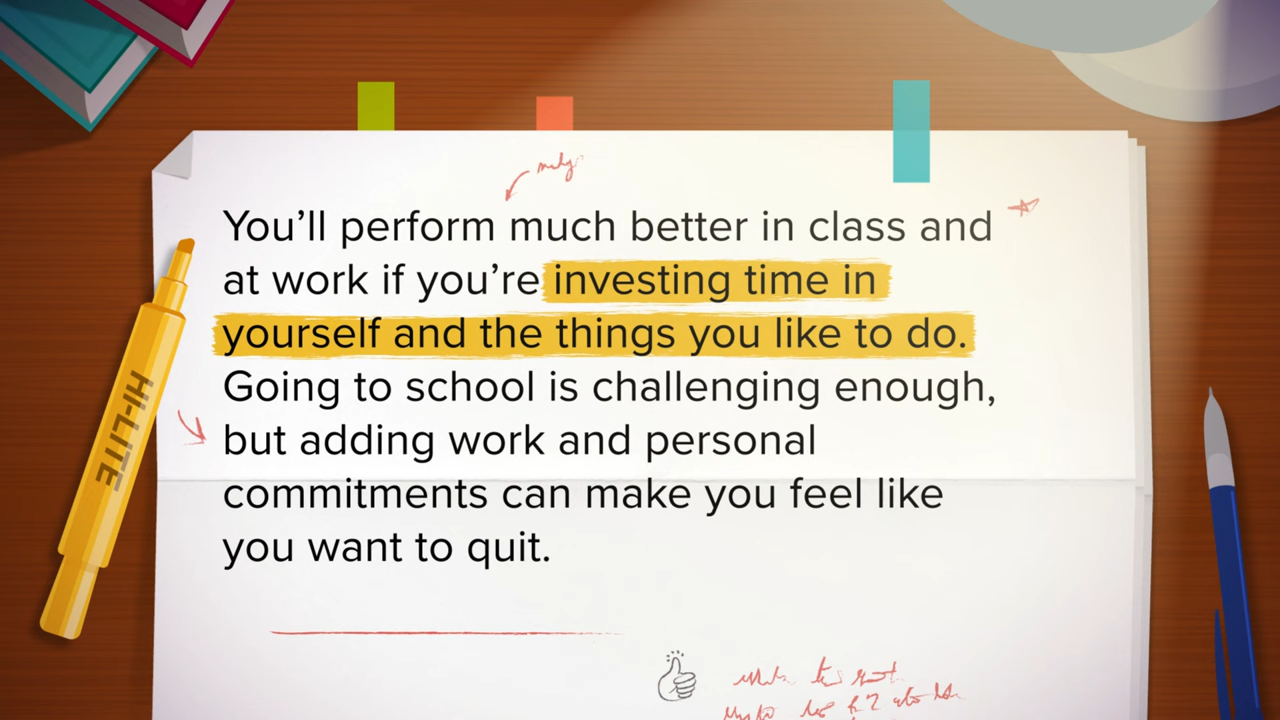 You’ll perform much better in class and
at work if you’re investing time in
yourself and the things you like to do.
Going to school is challenging enough,
but adding work and personal
commitments can make you feel like
you want to quit.
HI-LITE